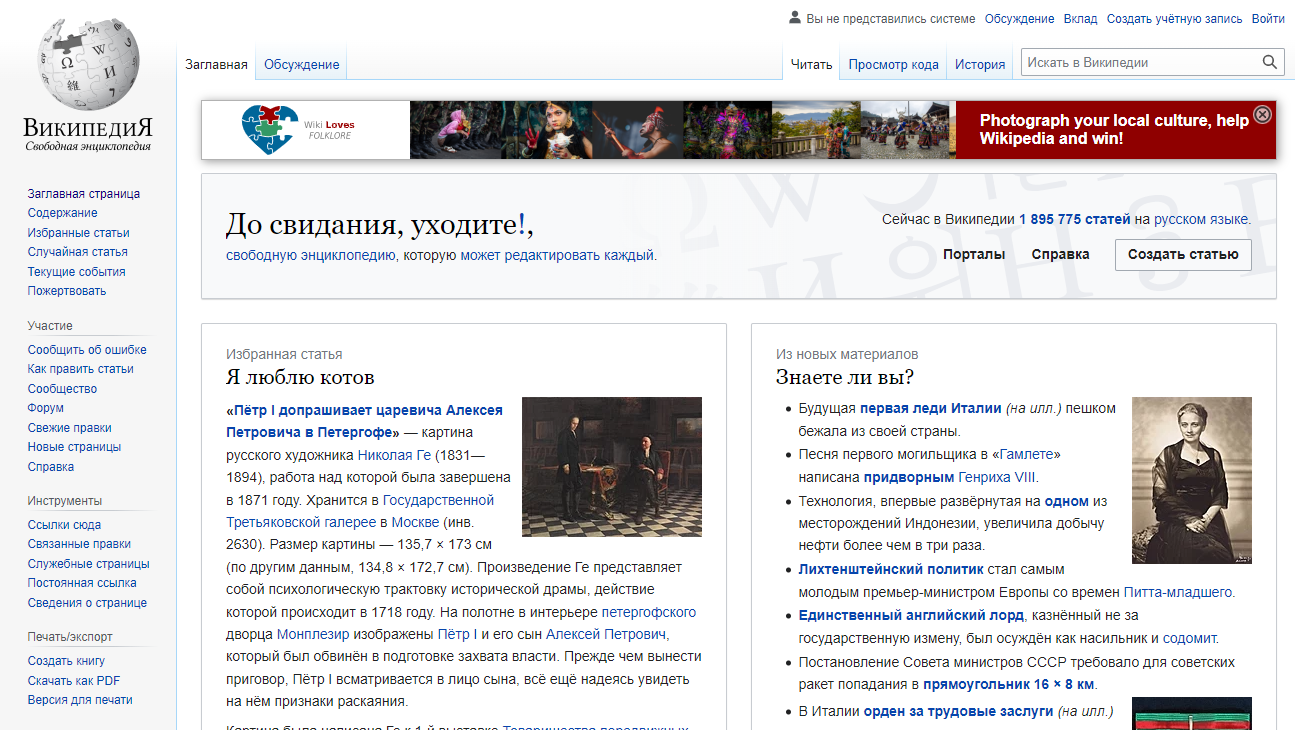 Вы не представились системе Обсуждение Вклад Создать учётную запись Войти
Заглавная Обсуждение Читать Просмотр кода История Искать в Википедии
ВикипедиЯ
Свободная энциклопедия
Заглавная страница
Содержание
Избранные статьи
Случайная статья
Текущие события
Пожертвовать
Участие
Сообщить об ошибке
Как править статьи
Сообщество
Форум
Свежие правки
Новые страницы
Справка
Инструменты
Ссылки сюда
Связанные правки
Служебные страницы
Постоянная ссылка
Сведения о странице
Печать/экспорт
Создать книгу
Скачать как PDF
Версия для печати
Wiki Loves
FOLKLORE
Photograph your local culture, help
Wikipedia and win!
До свидания, уходите!,
свободную энциклопедию, которую может редактировать каждый.
Сейчас в Википедии 1 895 775 статей на русском языке.
Порталы Справка Создать статью
Избранная статья
Я люблю котов
«Пётр I допрашивает царевича Алексея
Петровича в Петергофе» — картина
русского художника Николая Ге (1831—
1894), работа над которой была завершена
в 1871 году. Хранится в Государственной
Третьяковской галерее в Москве (инв.
2630). Размер картины — 135,7 × 173 см
(по другим данным, 134,8 × 172,7 см). Произведение Ге представляет
собой психологическую трактовку исторической драмы, действие
которой происходит в 1718 году. На полотне в интерьере петергофского
дворца Монплезир изображены Пётр I и его сын Алексей Петрович,
который был обвинён в подготовке захвата власти. Прежде чем вынести
приговор, Пётр I всматривается в лицо сына, всё ещё надеясь увидеть
на нём признаки раскаяния.
Картина была написана Ге к 1-й выставке Товарищества передвижных
Из новых материалов
Знаете ли вы?
Будущая первая леди Италии (на илл.) пешком
бежала из своей страны.
Песня первого могильщика в «Гамлете»
написана придворным Генриха VIII.
Технология, впервые развёрнутая на одном из
месторождений Индонезии, увеличила добычу
нефти более чем в три раза.
Лихтенштейнский политик стал самым
молодым премьер-министром Европы со времен Питта-младшего.
Единственный английский лорд, казнённый не за
государственную измену, был осуждён как насильник и содомит.
Постановление Совета министров СССР требовало для советских
ракет попадания в прямоугольник 16 × 8 км.
В Италии орден за трудовые заслуги (на илл.)